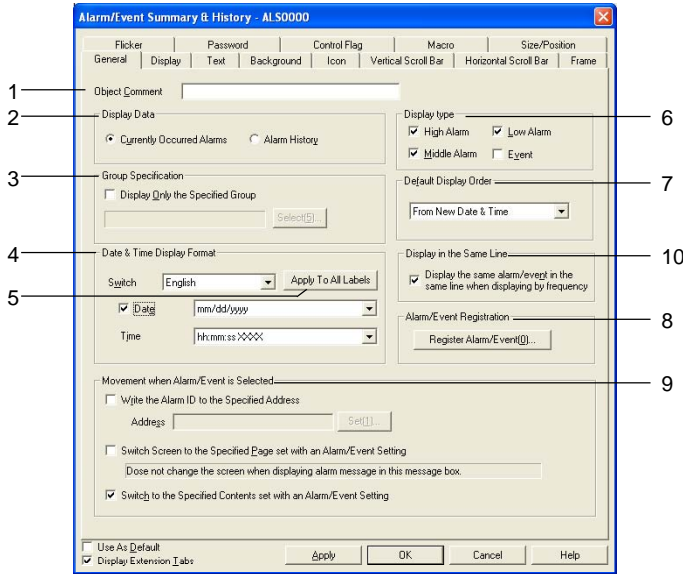 Alarm/Event Summary & History - ALS0000
Flicker Password Control Flag Macro Size/Position
General Display Text Background Icon Vertical Scroll Bar Horizontal Scroll Bar Frame
1 Object Comment
2 Display Data
Currently Occurred Alarms Alarm History
Display type 6
High Alarm Low Alarm
Middle Alarm Event
3 Group Specification
Display Only the Specified Group
Select[5]...
Default Display Order 7
From New Date & Time
4 Date & Time Display Format
Switch English Apply To All Labels
5
Date mm/dd/yyyy
Time hh:mm:ss XXXX
Display in the Same Line 10
Display the same alarm/event in the
same line when displaying by frequency
Alarm/Event Registration 8
Register Alarm/Event(0)...
Movement when Alarm/Event is Selected 9
Write the Alarm ID to the Specified Address
Address Set(1)...
Switch Screen to the Specified Page set with an Alarm/Event Setting
Dose not change the screen when displaying alarm message in this message box.
Switch to the Specified Contents set with an Alarm/Event Setting
Use As Default
Display Extension Tabs
Apply OK Cancel Help